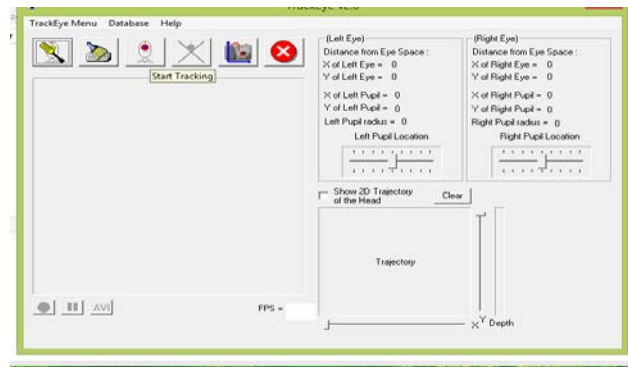 TrackEye v2.0
TrackEye Menu Database Help
Start Tracking
(Left Eye)
Distance from Eye Space :
X of Left Eye = 0
Y of Left Eye = 0
X of Left Pupil = 0
Y of Left Pupil = 0
Left Pupil radius = 0
Left Pupil Location
(Right Eye)
Distance from Eye Space :
X of Right Eye = 0
Y of Right Eye = 0
X of Right Pupil = 0
Y of Right Pupil = 0
Right Pupil radius = 0
Right Pupil Location
Show 2D Trajectory
of the Head
Clear
Trajectory
AVI
FPS =
X Y Depth